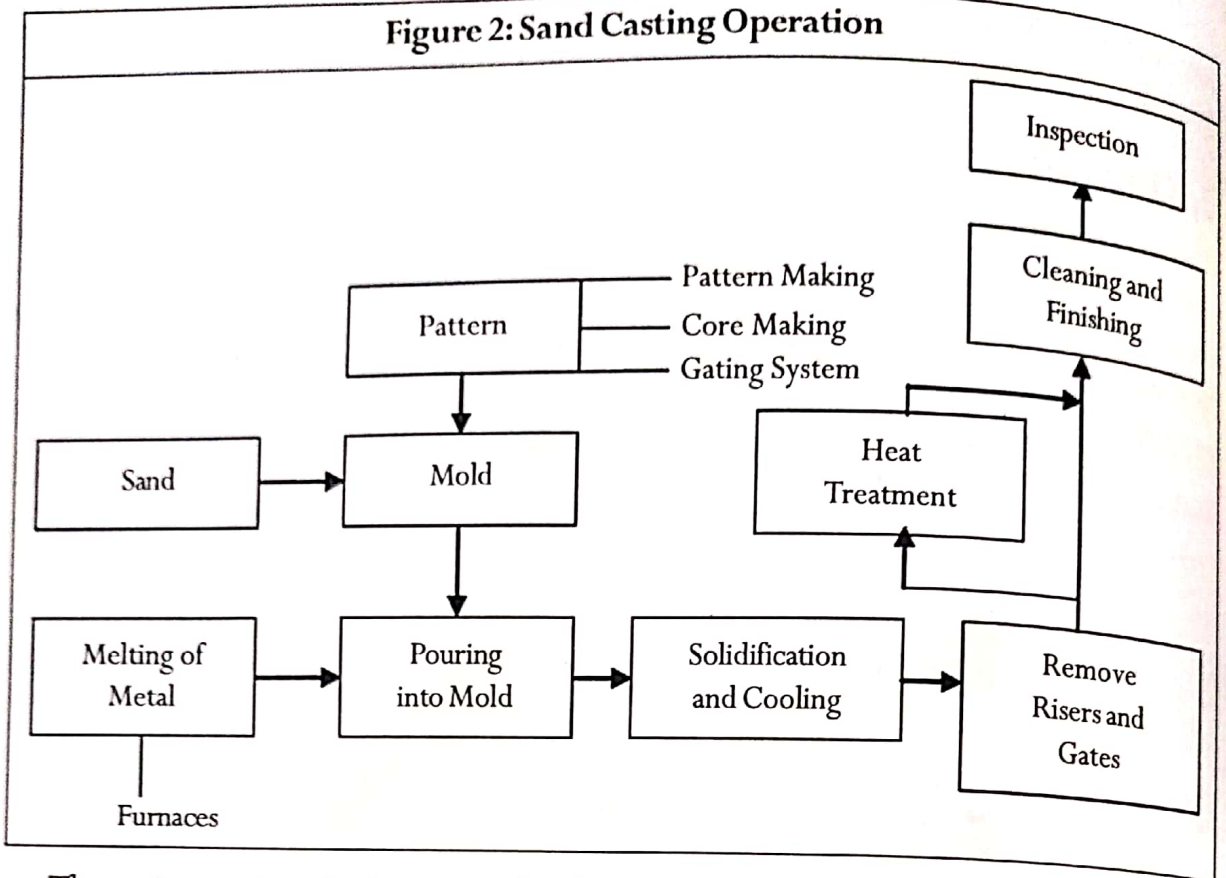 Figure 2: Sand Casting Operation
Inspection
Cleaning and
Finishing
Pattern
Pattern Making
Core Making
Gating System
Sand
Mold
Heat
Treatment
Melting of
Metal
Pouring
into Mold
Solidification
and Cooling
Remove
Risers and
Gates
Furnaces